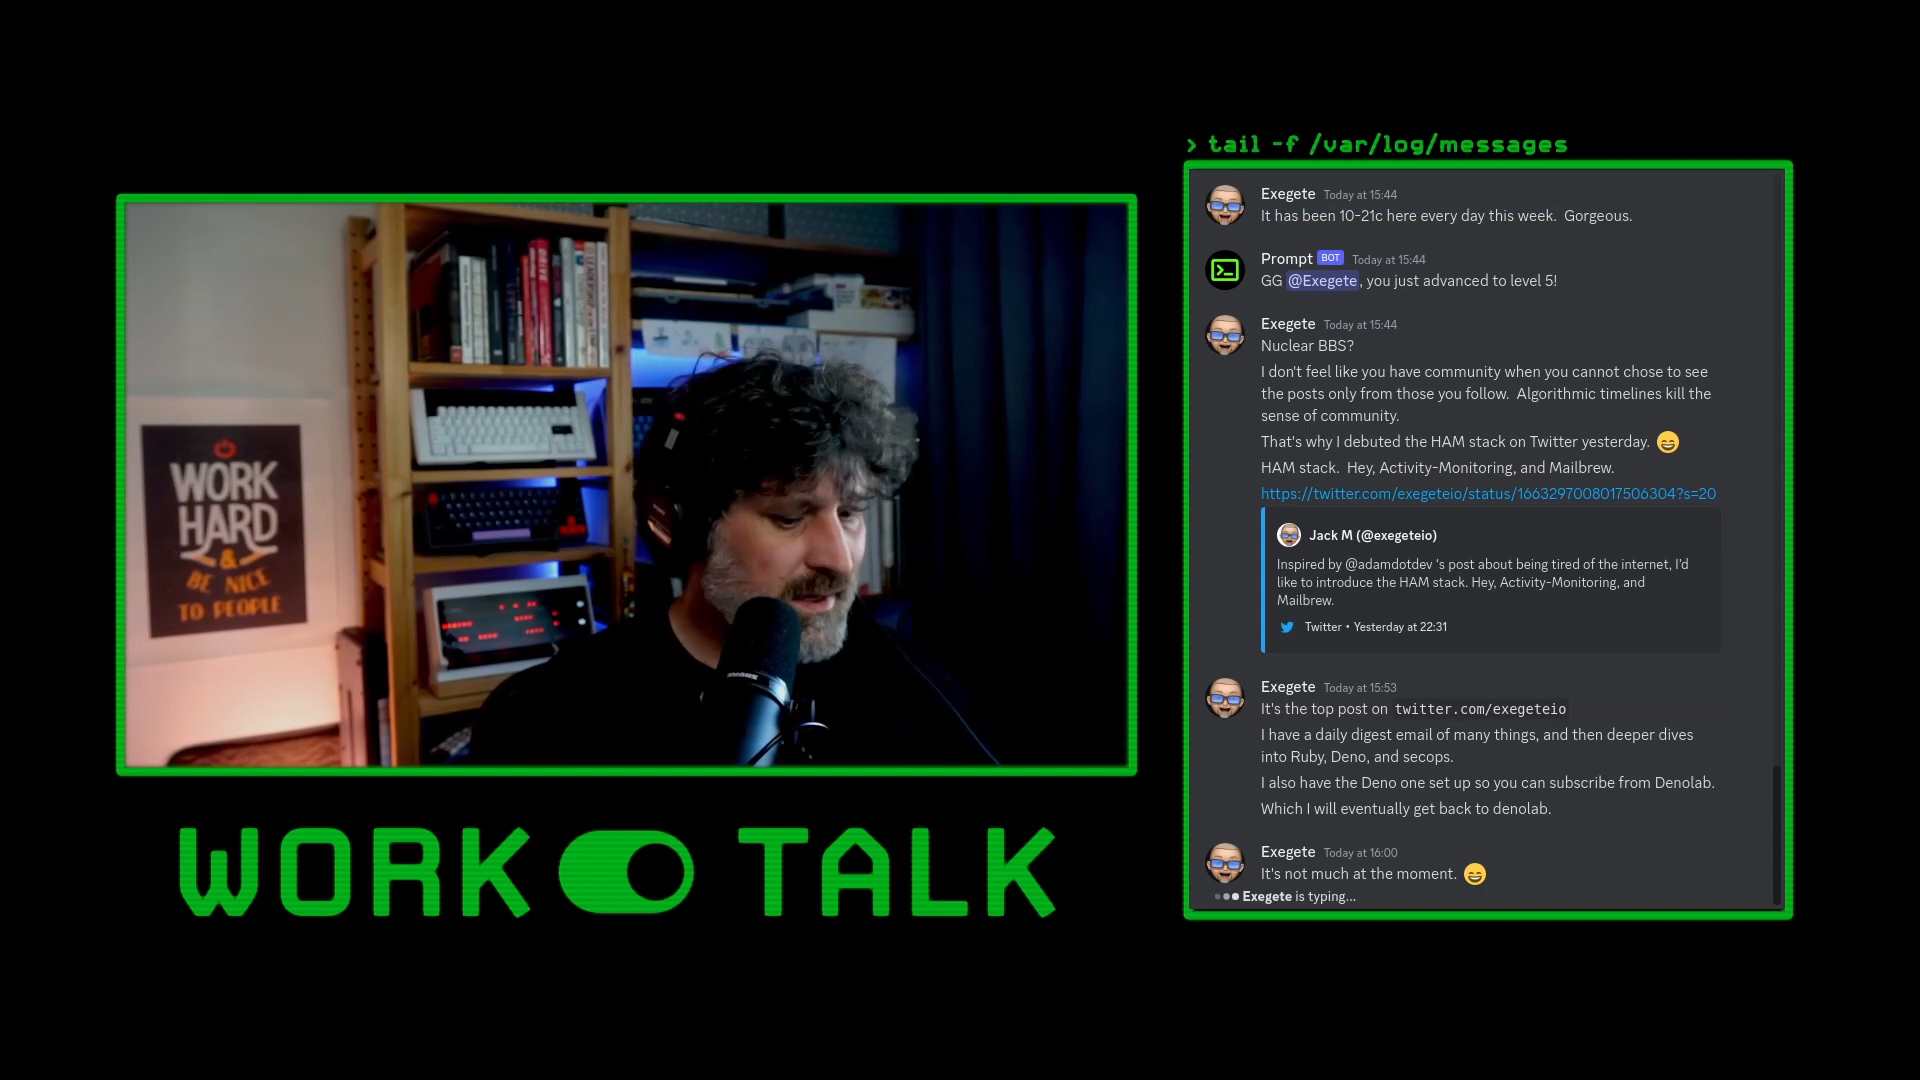 > tail -f /var/log/messages
Exegete Today at 15:44
It has been 10-21c here every day this week. Gorgeous.
Prompt BOT Today at 15:44
GG @Exegete, you just advanced to level 5!
Exegete Today at 15:44
Nuclear BBS?
I don't feel like you have community when you cannot chose to see
the posts only from those you follow. Algorithmic timelines kill the
sense of community.
That's why I debuted the HAM stack on Twitter yesterday. 😄
HAM stack. Hey, Activity-Monitoring, and Mailbrew.
https://twitter.com/exegeteio/status/1663297008017506304?s=20
Jack M (@exegeteio)
Inspired by @adamdotdev 's post about being tired of the internet, I'd
like to introduce the HAM stack. Hey, Activity-Monitoring, and
Mailbrew.
Twitter • Yesterday at 22:31
Exegete Today at 15:53
It's the top post on twitter.com/exegeteio
I have a daily digest email of many things, and then deeper dives
into Ruby, Deno, and secops.
I also have the Deno one set up so you can subscribe from Denolab.
Which I will eventually get back to denolab.
Exegete Today at 16:00
It's not much at the moment. 😄
Exegete is typing...
WORK
HARD
&
BE NICE
TO PEOPLE
DRIVE
SHURE
WORK TALK